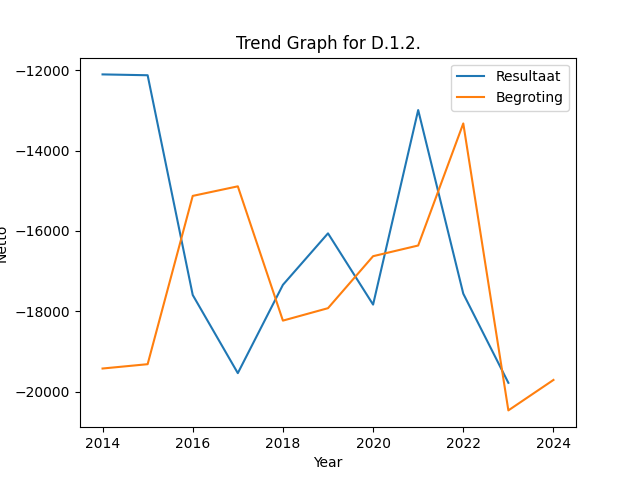 Trend Graph for D.1.2.
Resultaat
Begroting
−12000
−14000
−16000
−18000
−20000
Netto
2014
2016
2018
2020
2022
2024
Year